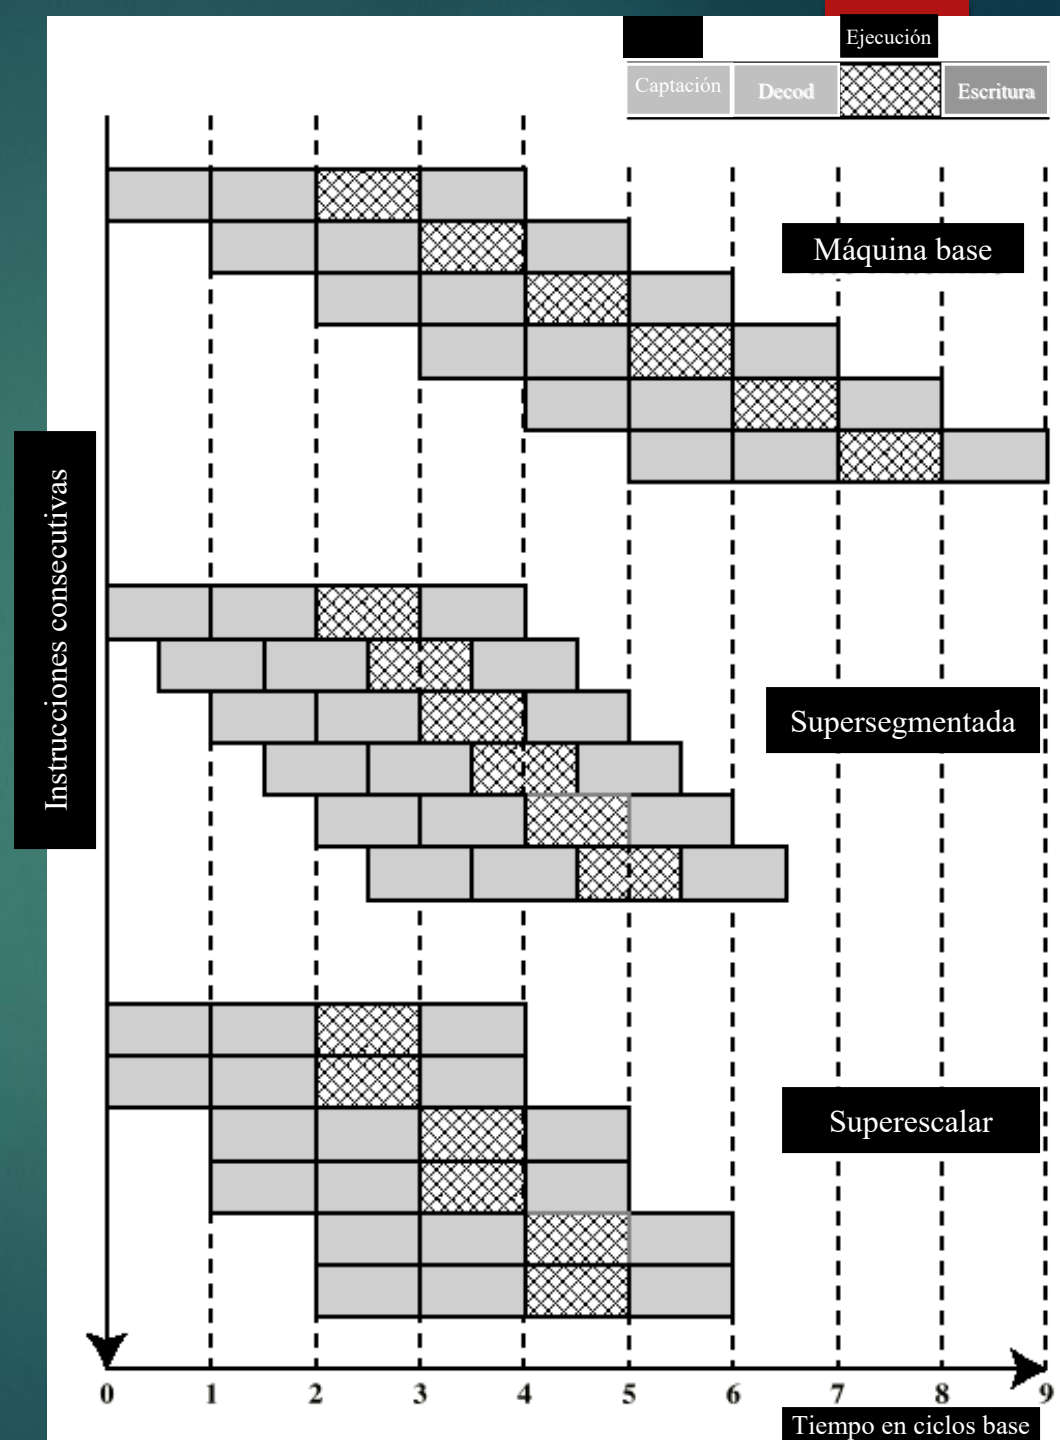 Ejecución
Captación
Decod
Escritura
Máquina base
Instrucciones consecutivas
Supersegmentada
Superescalar
0 1 2 3 4 5 6 7 8 9
Tiempo en ciclos base